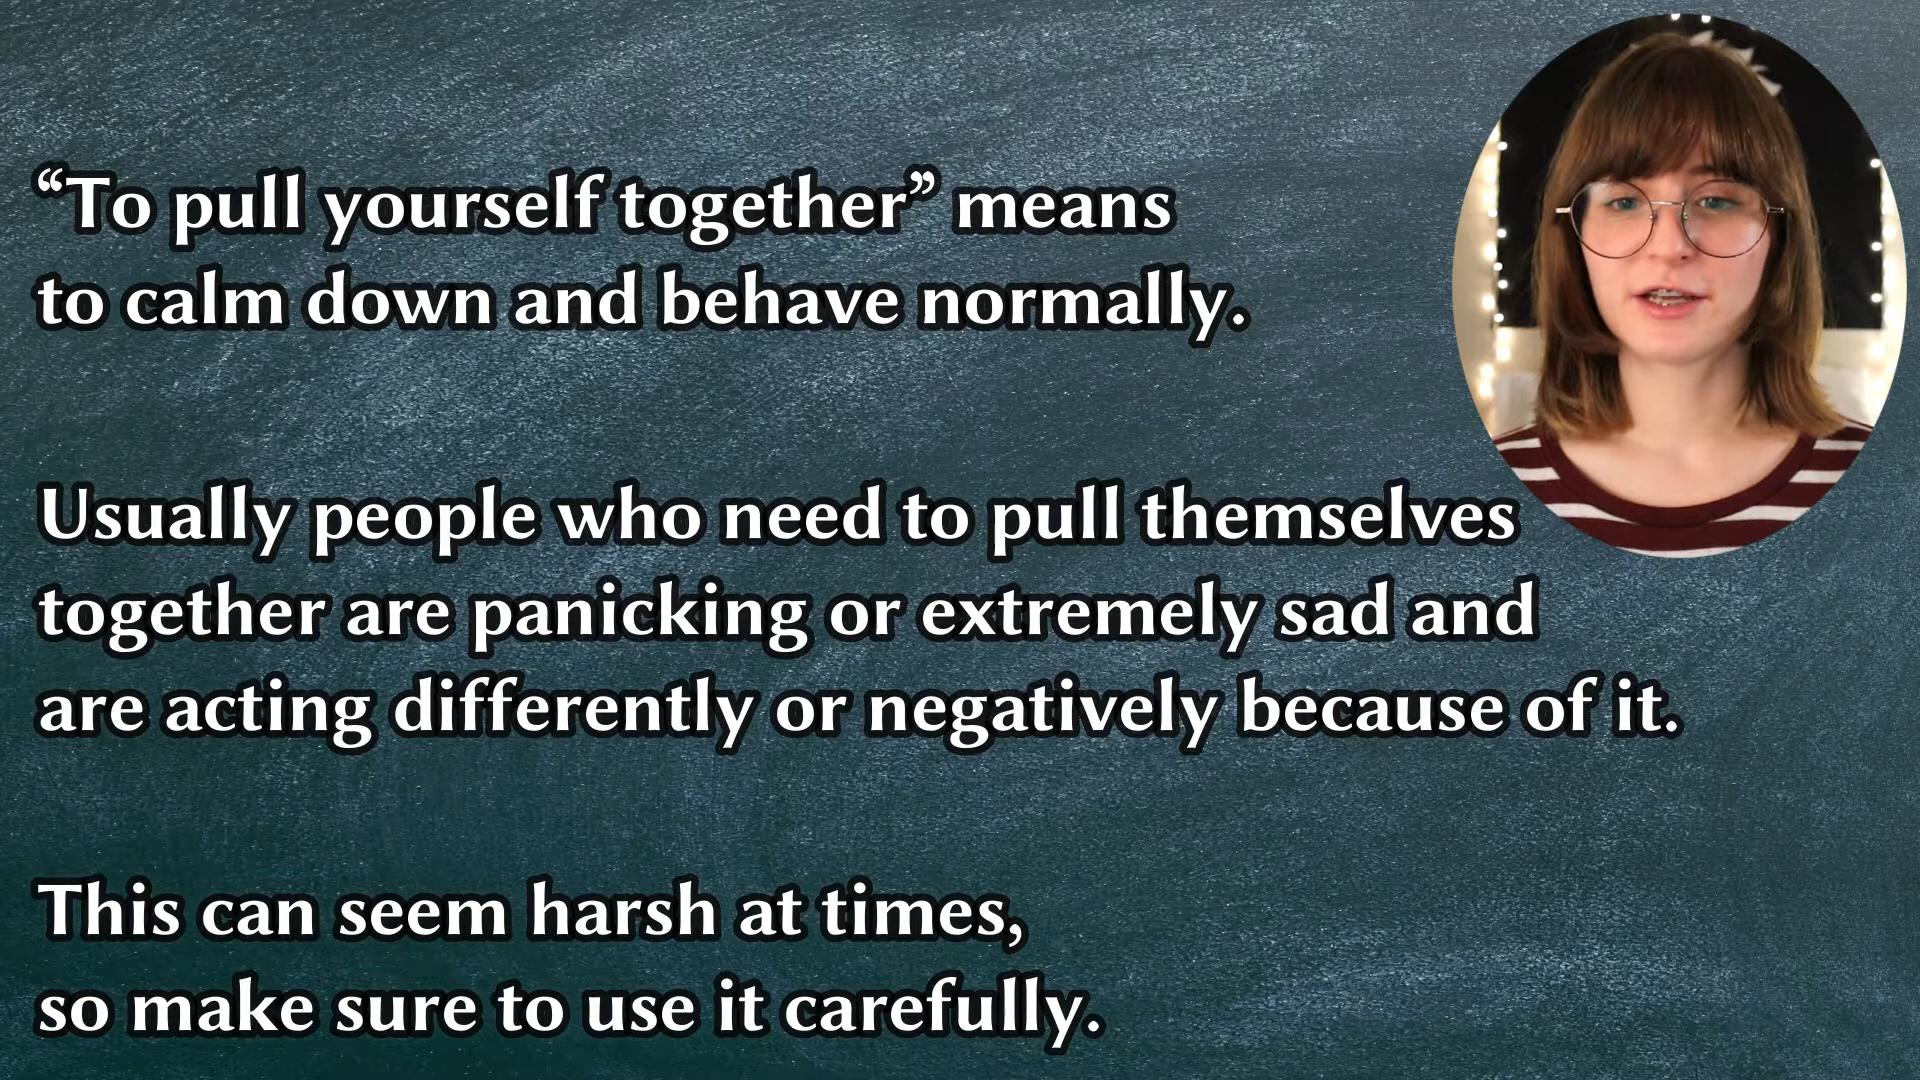 “To pull yourself together” means
to calm down and behave normally.
Usually people who need to pull themselves
together are panicking or extremely sad and
are acting differently or negatively because of it.
This can seem harsh at times,
so make sure to use it carefully.